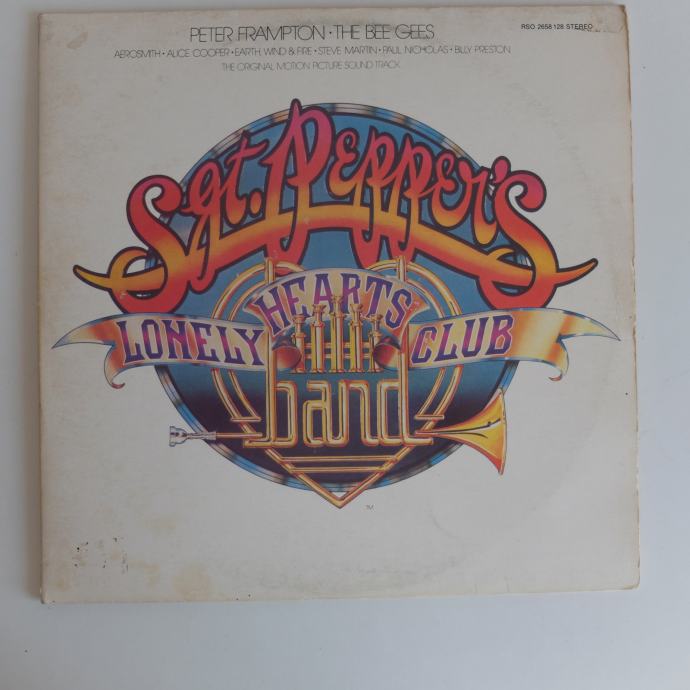 PETER FRAMPTON • THE BEE GEES
RSO 2658 128 STEREO
AEROSMITH • ALICE COOPER • EARTH, WIND & FIRE • STEVE MARTIN • PAUL NICHOLAS • BILLY PRESTON
THE ORIGINAL MOTION PICTURE SOUND TRACK
Sgt. PEPPER'S
LONELY HEARTS CLUB
band
TM